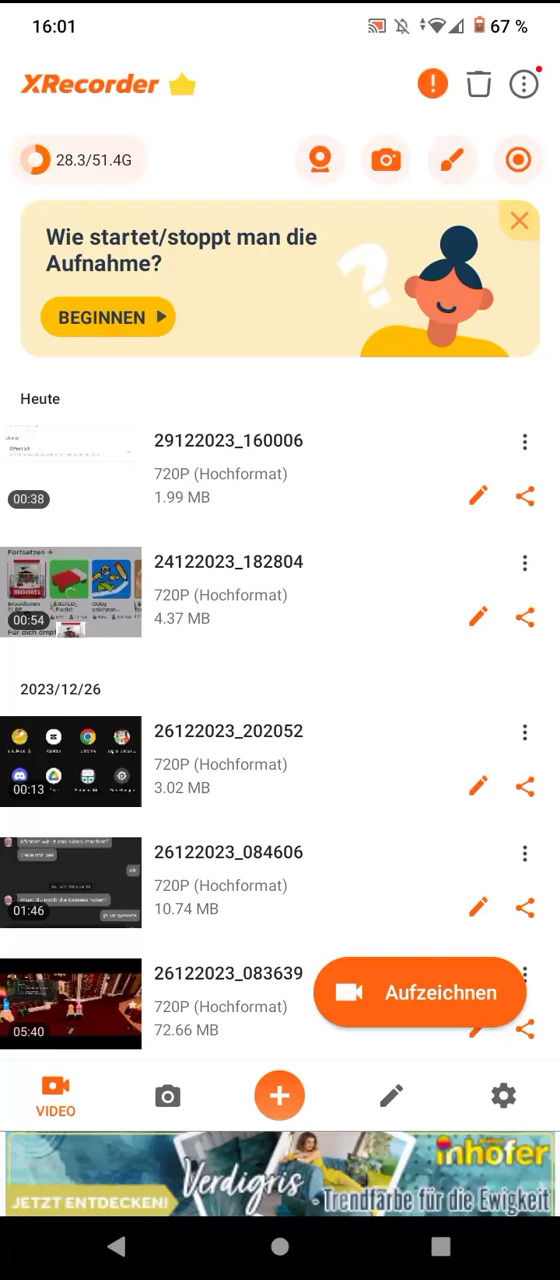 16:01
67 %
XRecorder
28.3/51.4G
Wie startet/stoppt man die
Aufnahme?
BEGINNEN
Heute
29122023_160006
720P (Hochformat)
1.99 MB
00:38
24122023_182804
720P (Hochformat)
4.37 MB
Fortsetzen
00:54
2023/12/26
26122023_202052
720P (Hochformat)
3.02 MB
00:13
26122023_084606
720P (Hochformat)
10.74 MB
01:46
26122023_083639
720P (Hochformat)
72.66 MB
05:40
Aufzeichnen
VIDEO
inhofer
Verdigris
JETZT ENTDECKEN!
- Trendfarbe für die Ewigkeit